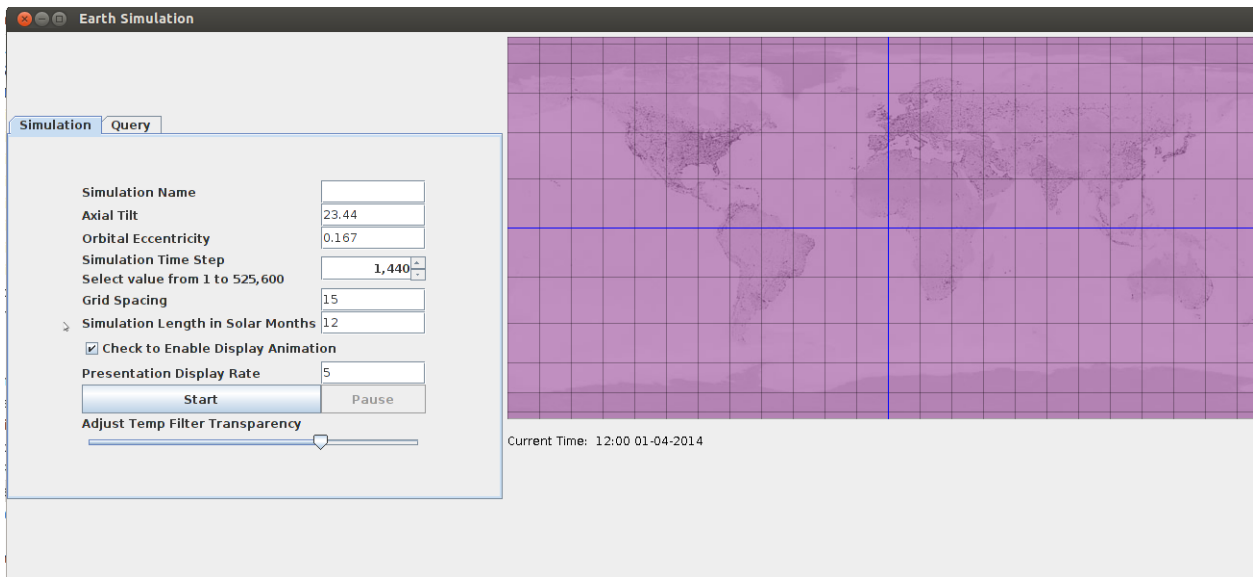 Earth Simulation
Simulation
Query
Simulation Name
Axial Tilt 23.44
Orbital Eccentricity 0.167
Simulation Time Step
Select value from 1 to 525,600
1,440
Grid Spacing 15
Simulation Length in Solar Months 12
Check to Enable Display Animation
Presentation Display Rate 5
Start
Pause
Adjust Temp Filter Transparency
Current Time: 12:00 01-04-2014